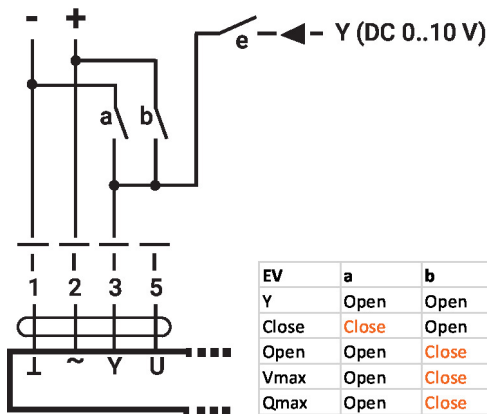 - +
e Y (DC 0..10 V)
a b
1 2 3 5
⊥ ~ Y U
EV a b
Y Open Open
Close Close Open
Open Open Close
Vmax Open Close
Qmax Open Close